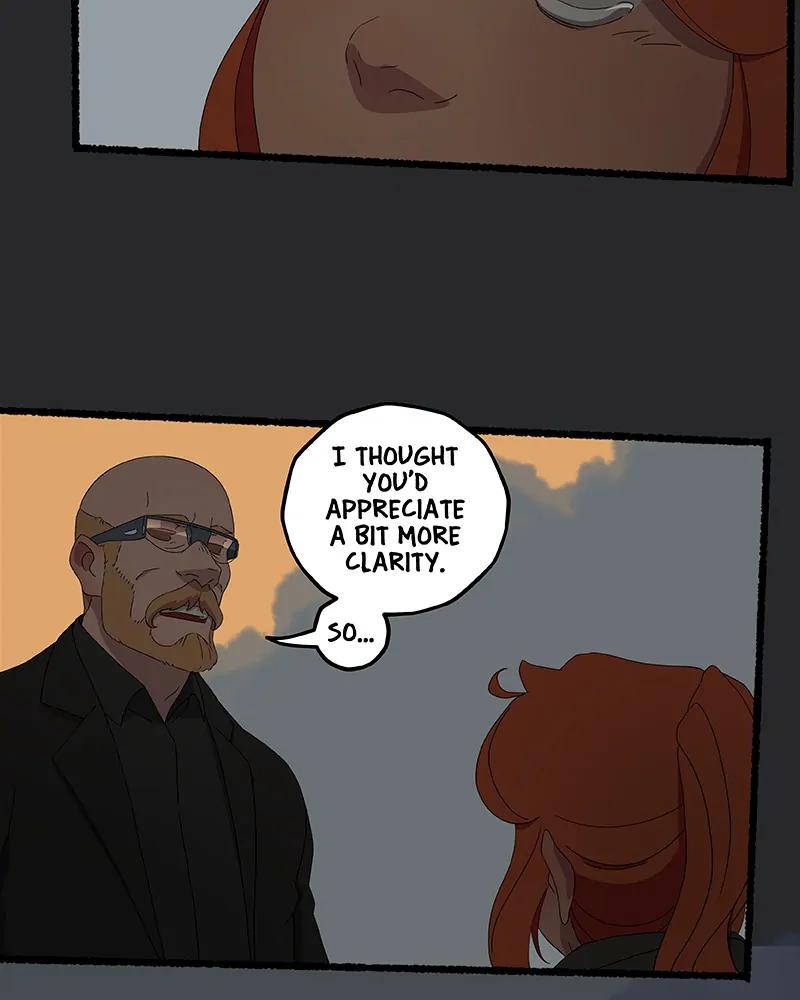 I THOUGHT
YOU'D
APPRECIATE
A BIT MORE
CLARITY.
SO...